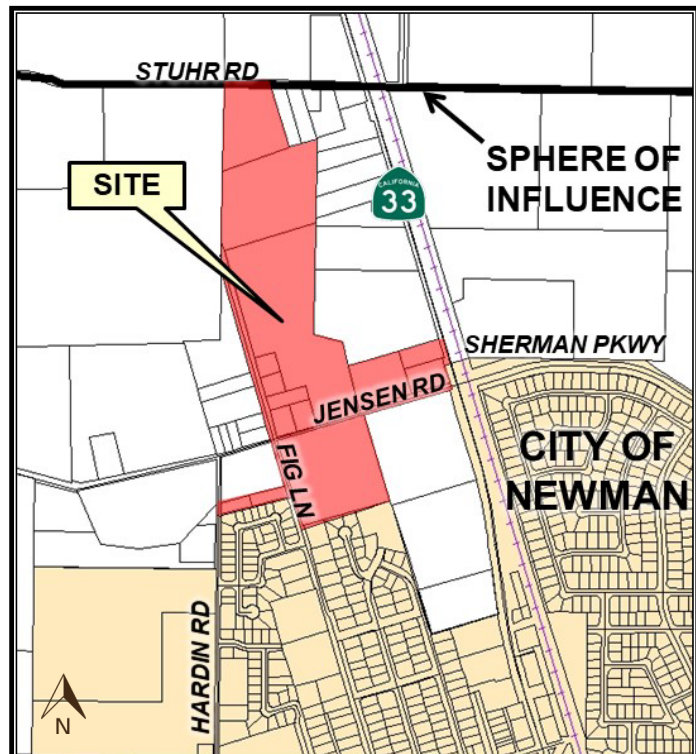 STUHR RD
SPHERE OF
INFLUENCE
SITE
CALIFORNIA
33
SHERMAN PKWY
JENSEN RD
CITY OF
NEWMAN
FIG LN
HARDIN RD
N